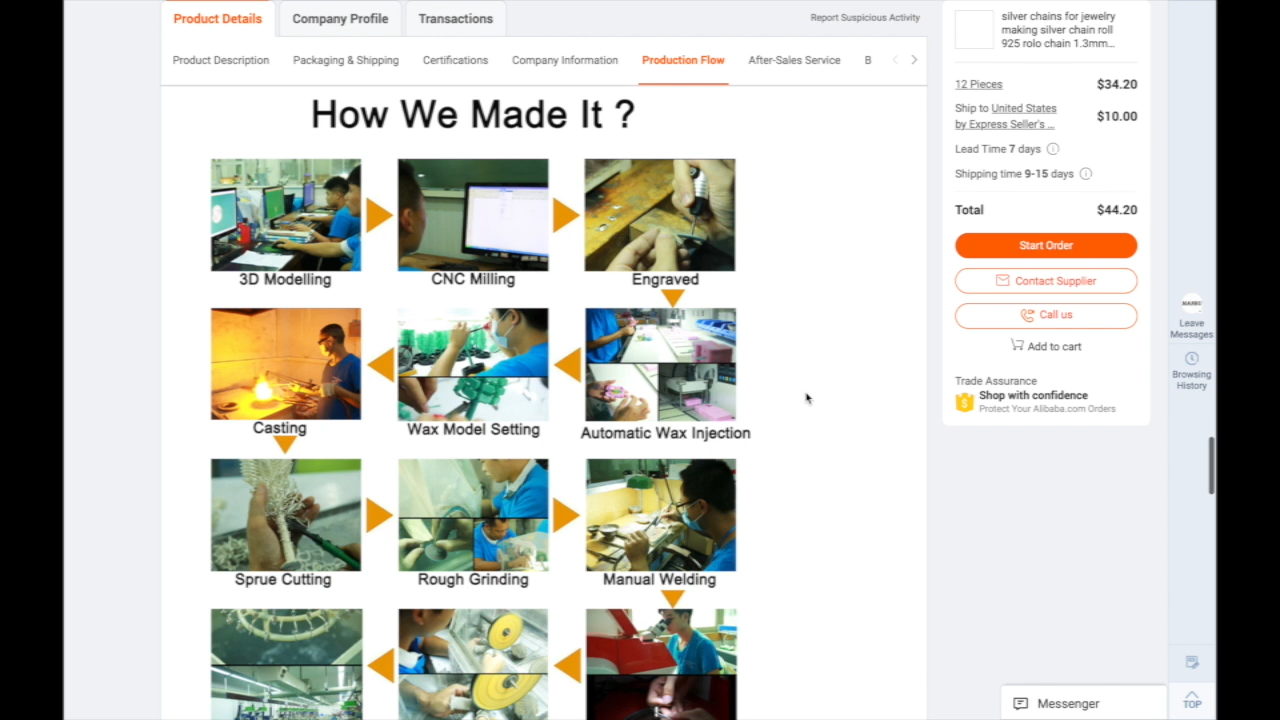 Product Details
Company Profile
Transactions
Report Suspicious Activity
Product Description
Packaging & Shipping
Certifications
Company Information
Production Flow
After-Sales Service
B
How We Made It ?
3D Modelling
CNC Milling
Engraved
Casting
Wax Model Setting
Automatic Wax Injection
Sprue Cutting
Rough Grinding
Manual Welding
silver chains for jewelry
making silver chain roll
925 rolo chain 1.3mm...
12 Pieces $34.20
Ship to United States
by Express Seller's ... $10.00
Lead Time 7 days
Shipping time 9-15 days
Total $44.20
Start Order
Contact Supplier
Call us
Add to cart
Trade Assurance
Shop with confidence
Protect Your Alibaba.com Orders
Leave
Messages
Browsing
History
Messenger
TOP